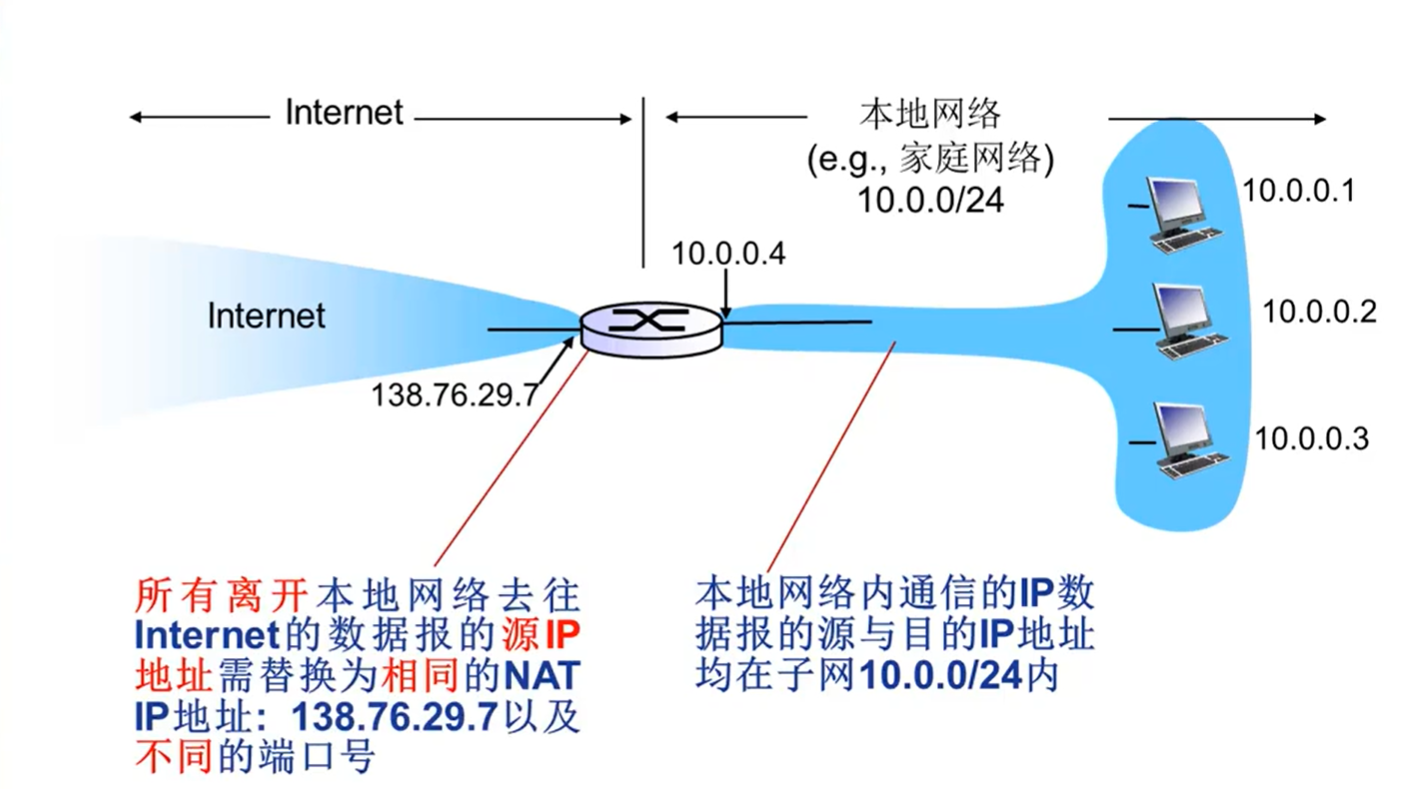 Internet
本地网络
(e.g., 家庭网络)
10.0.0/24
10.0.0.1
10.0.0.4
Internet
10.0.0.2
138.76.29.7
10.0.0.3
所有离开本地网络去往
Internet的数据报的源IP
地址需替换为相同的NAT
IP地址: 138.76.29.7以及
不同的端口号
本地网络内通信的IP数
据报的源与目的IP地址
均在子网10.0.0/24内